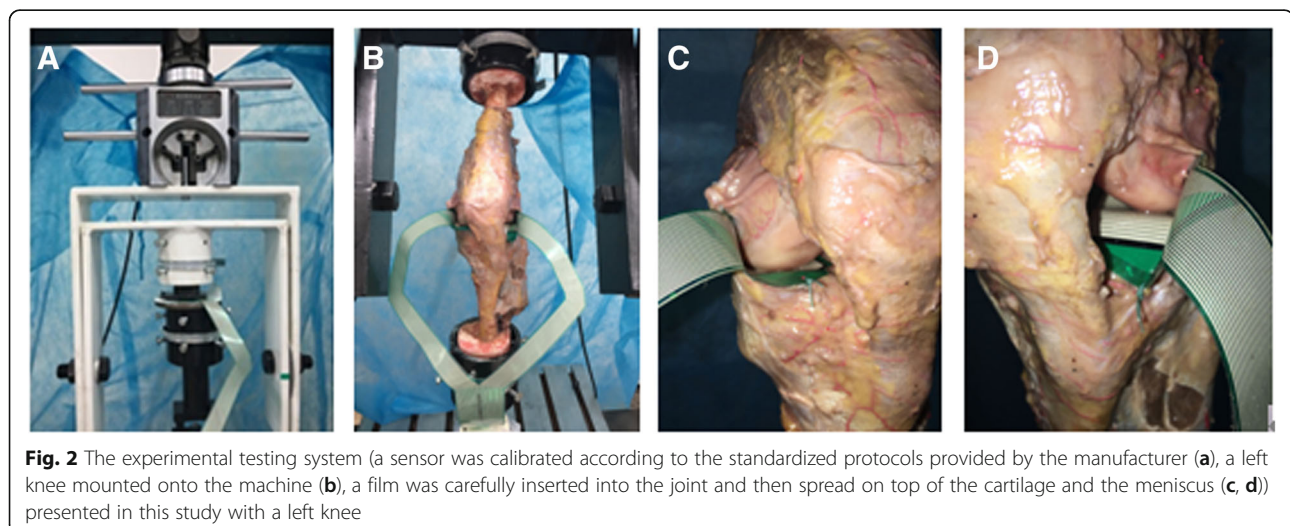 A
B
C
D
Fig. 2 The experimental testing system (a sensor was calibrated according to the standardized protocols provided by the manufacturer (a), a left
knee mounted onto the machine (b), a film was carefully inserted into the joint and then spread on top of the cartilage and the meniscus (c, d))
presented in this study with a left knee